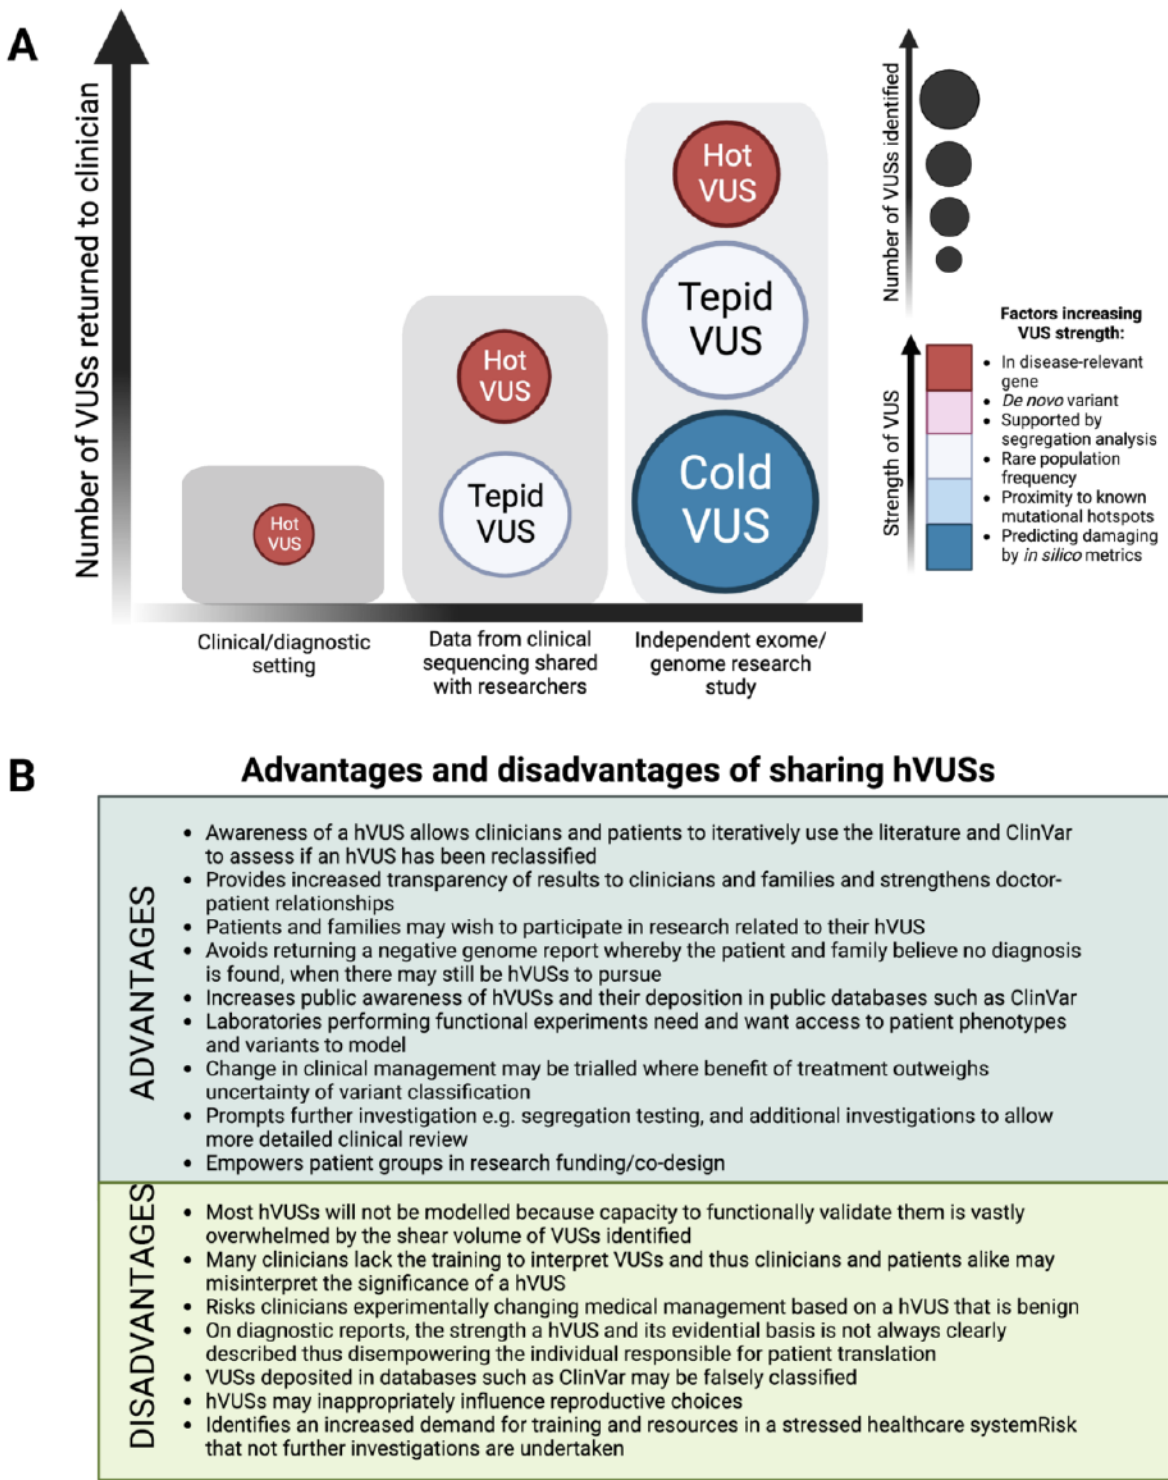 A
Number of VUSs returned to clinician
Hot
VUS
Hot
VUS
Tepid
VUS
Hot
VUS
Tepid
VUS
Cold
VUS
Clinical/diagnostic
setting
Data from clinical
sequencing shared
with researchers
Independent exome/
genome research
study
Number of VUSs identified
Strength of VUS
Factors increasing
VUS strength:
• In disease-relevant
gene
• De novo variant
• Supported by
segregation analysis
• Rare population
frequency
• Proximity to known
mutational hotspots
• Predicting damaging
by in silico metrics
B
Advantages and disadvantages of sharing hVUSs
ADVANTAGES
• Awareness of a hVUS allows clinicians and patients to iteratively use the literature and ClinVar
to assess if an hVUS has been reclassified
• Provides increased transparency of results to clinicians and families and strengthens doctor-
patient relationships
• Patients and families may wish to participate in research related to their hVUS
• Avoids returning a negative genome report whereby the patient and family believe no diagnosis
is found, when there may still be hVUSs to pursue
• Increases public awareness of hVUSs and their deposition in public databases such as ClinVar
• Laboratories performing functional experiments need and want access to patient phenotypes
and variants to model
• Change in clinical management may be trialled where benefit of treatment outweighs
uncertainty of variant classification
• Prompts further investigation e.g. segregation testing, and additional investigations to allow
more detailed clinical review
• Empowers patient groups in research funding/co-design
DISADVANTAGES
• Most hVUSs will not be modelled because capacity to functionally validate them is vastly
overwhelmed by the shear volume of VUSs identified
• Many clinicians lack the training to interpret VUSs and thus clinicians and patients alike may
misinterpret the significance of a hVUS
• Risks clinicians experimentally changing medical management based on a hVUS that is benign
• On diagnostic reports, the strength a hVUS and its evidential basis is not always clearly
described thus disempowering the individual responsible for patient translation
• VUSs deposited in databases such as ClinVar may be falsely classified
• hVUSs may inappropriately influence reproductive choices
• Identifies an increased demand for training and resources in a stressed healthcare systemRisk
that not further investigations are undertaken